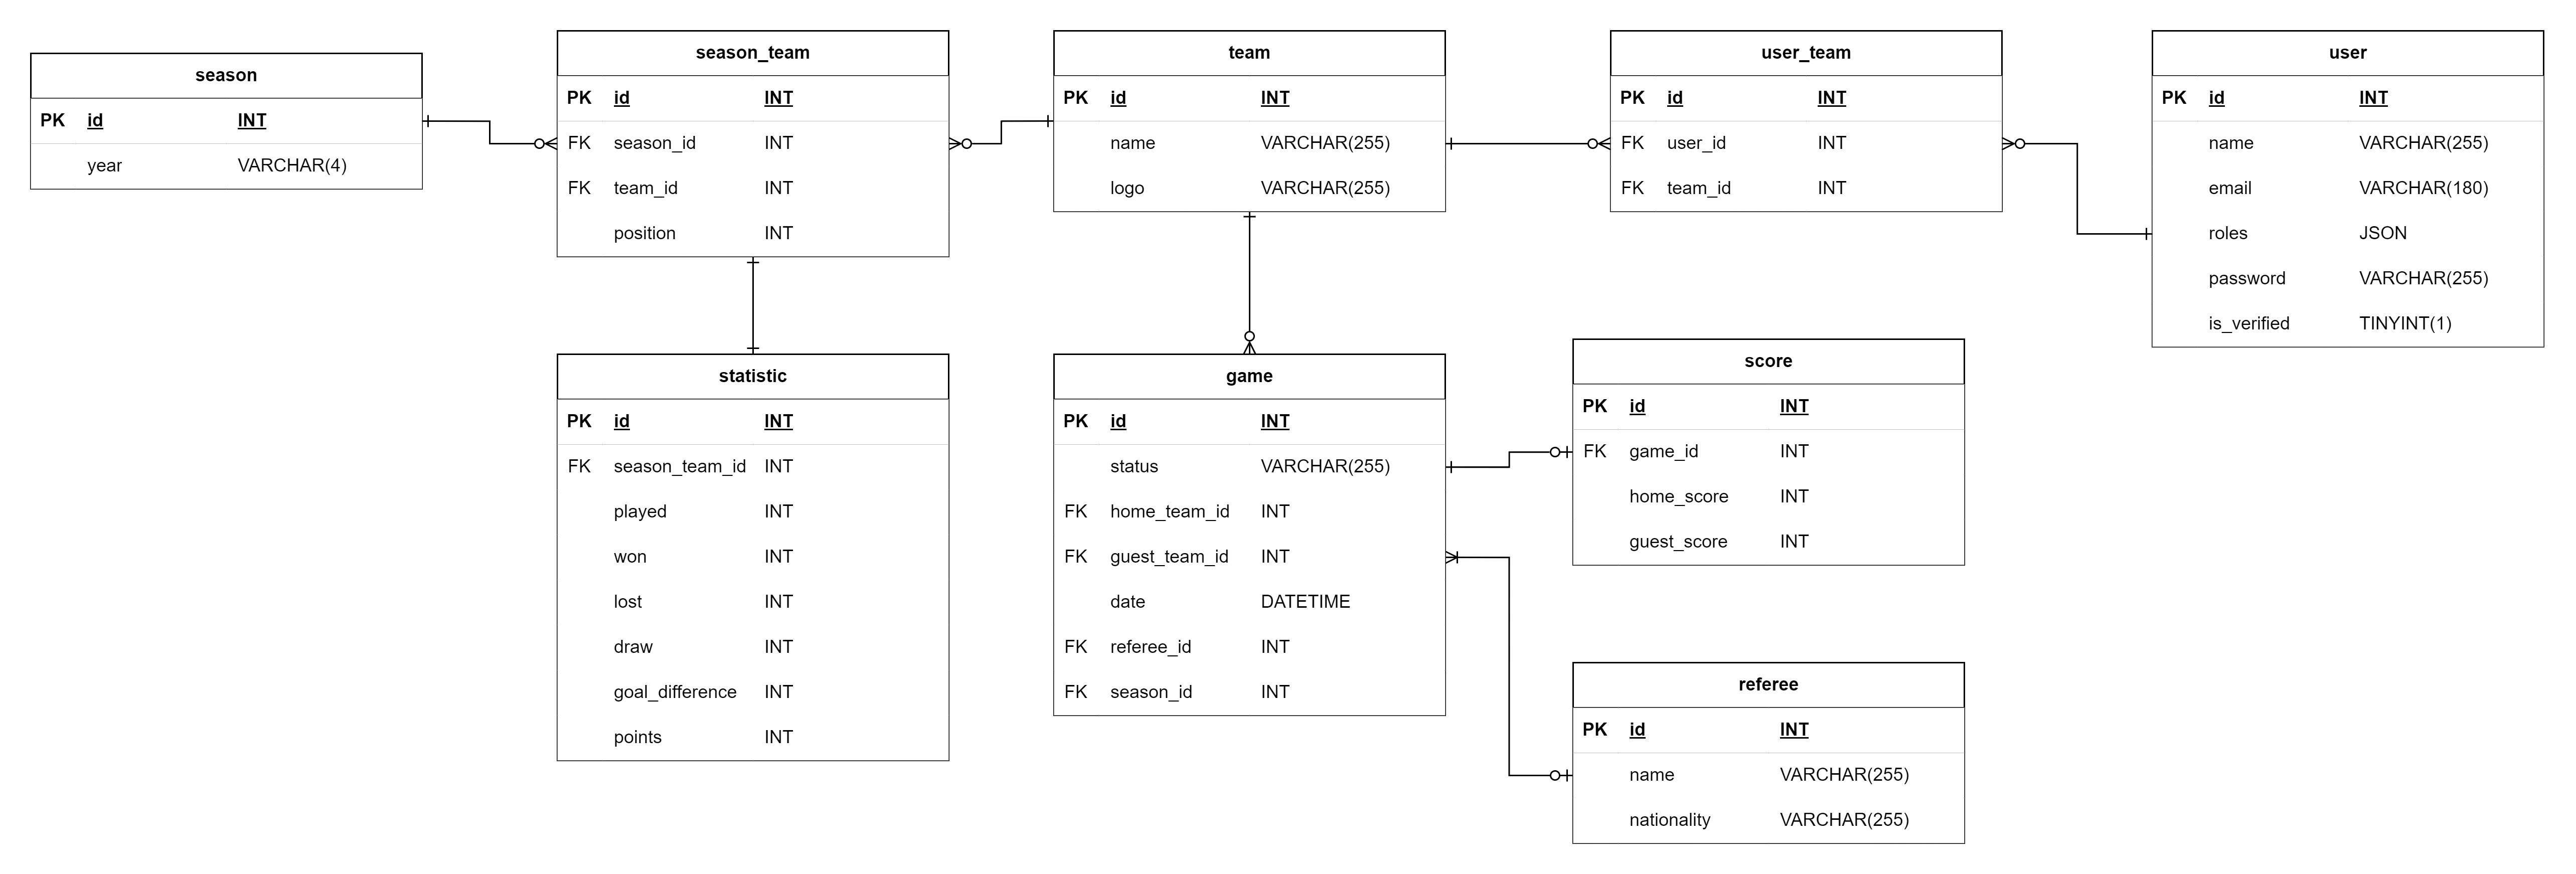 season
PK id INT
year VARCHAR(4)
season_team
PK id INT
FK season_id INT
FK team_id INT
position INT
team
PK id INT
name VARCHAR(255)
logo VARCHAR(255)
user_team
PK id INT
FK user_id INT
FK team_id INT
user
PK id INT
name VARCHAR(255)
email VARCHAR(180)
roles JSON
password VARCHAR(255)
is_verified TINYINT(1)
statistic
PK id INT
FK season_team_id INT
played INT
won INT
lost INT
draw INT
goal_difference INT
points INT
game
PK id INT
status VARCHAR(255)
FK home_team_id INT
FK guest_team_id INT
date DATETIME
FK referee_id INT
FK season_id INT
score
PK id INT
FK game_id INT
home_score INT
guest_score INT
referee
PK id INT
name VARCHAR(255)
nationality VARCHAR(255)